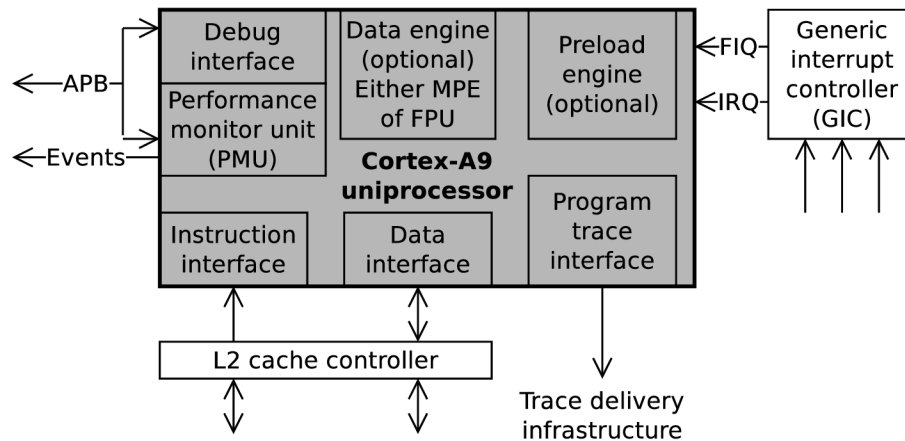 Debug
interface
Data engine
(optional)
Either MPE
of FPU
Preload
engine
(optional)
FIQ
IRQ
Generic
interrupt
controller
(GIC)
APB
Performance
monitor unit
(PMU)
Events
Cortex-A9
uniprocessor
Instruction
interface
Data
interface
Program
trace
interface
L2 cache controller
Trace delivery
infrastructure